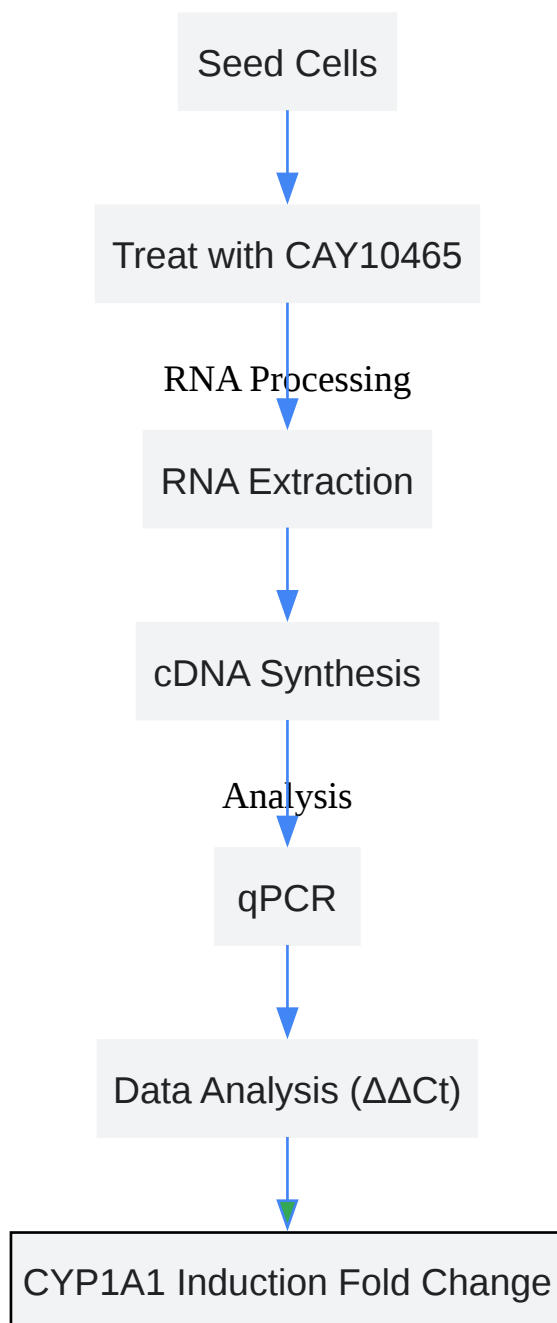 Seed Cells
Treat with CAY10465
RNA Processing
RNA Extraction
cDNA Synthesis
Analysis
qPCR
Data Analysis (ΔΔCt)
CYP1A1 Induction Fold Change